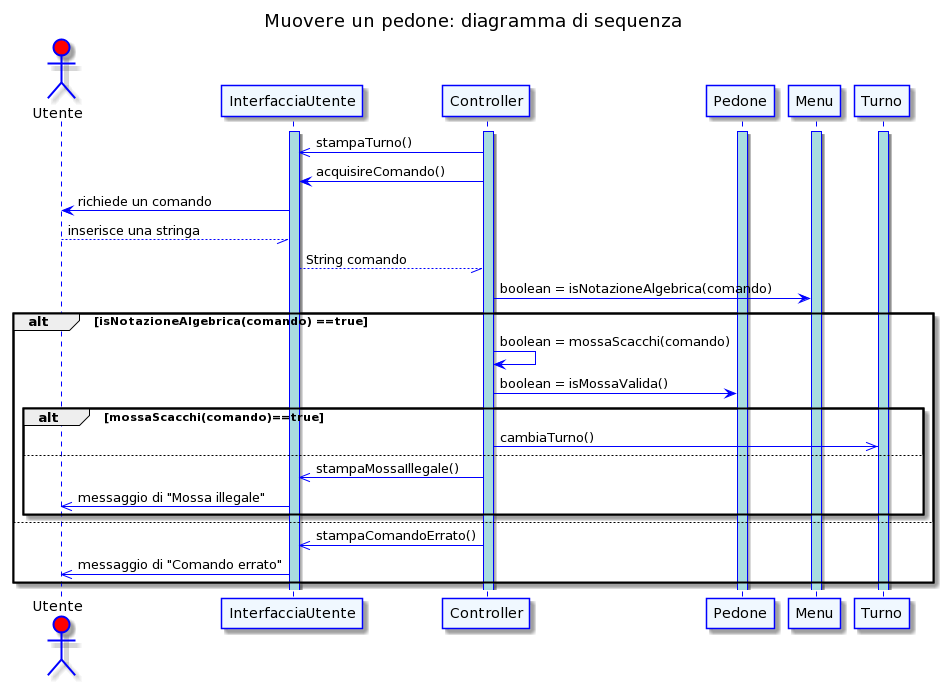 Muovere un pedone: diagramma di sequenza
Utente
InterfacciaUtente
Controller
Pedone
Menu
Turno
stampaTurno()
acquisireComando()
richiede un comando
inserisce una stringa
String comando
boolean = isNotazioneAlgebrica(comando)
alt
[isNotazioneAlgebrica(comando) ==true]
boolean = mossaScacchi(comando)
boolean = isMossaValida()
alt
[mossaScacchi(comando)==true]
cambiaTurno()
stampaMossaIllegale()
messaggio di "Mossa illegale"
stampaComandoErrato()
messaggio di "Comando errato"
Utente
InterfacciaUtente
Controller
Pedone
Menu
Turno